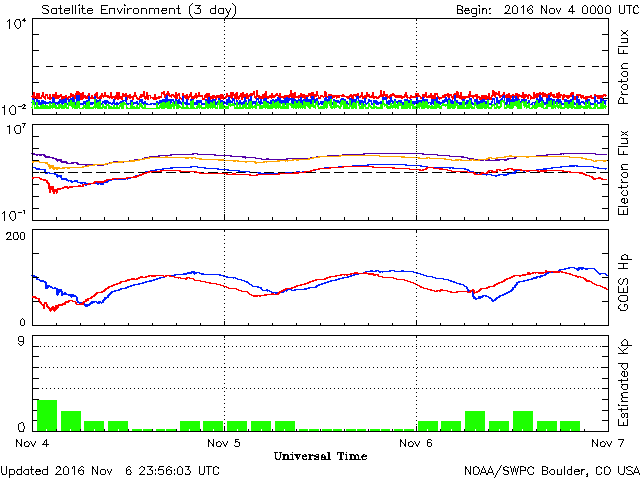 Satellite Environment (3 day) Begin: 2016 Nov 4 0000 UTC
10⁴
10⁻²
Proton Flux
10⁷
10⁻¹
Electron Flux
200
0
GOES Hp
9
0
Estimated Kp
Nov 4 Nov 5 Nov 6 Nov 7
Universal Time
Updated 2016 Nov 6 23:56:03 UTC NOAA/SWPC Boulder, CO USA